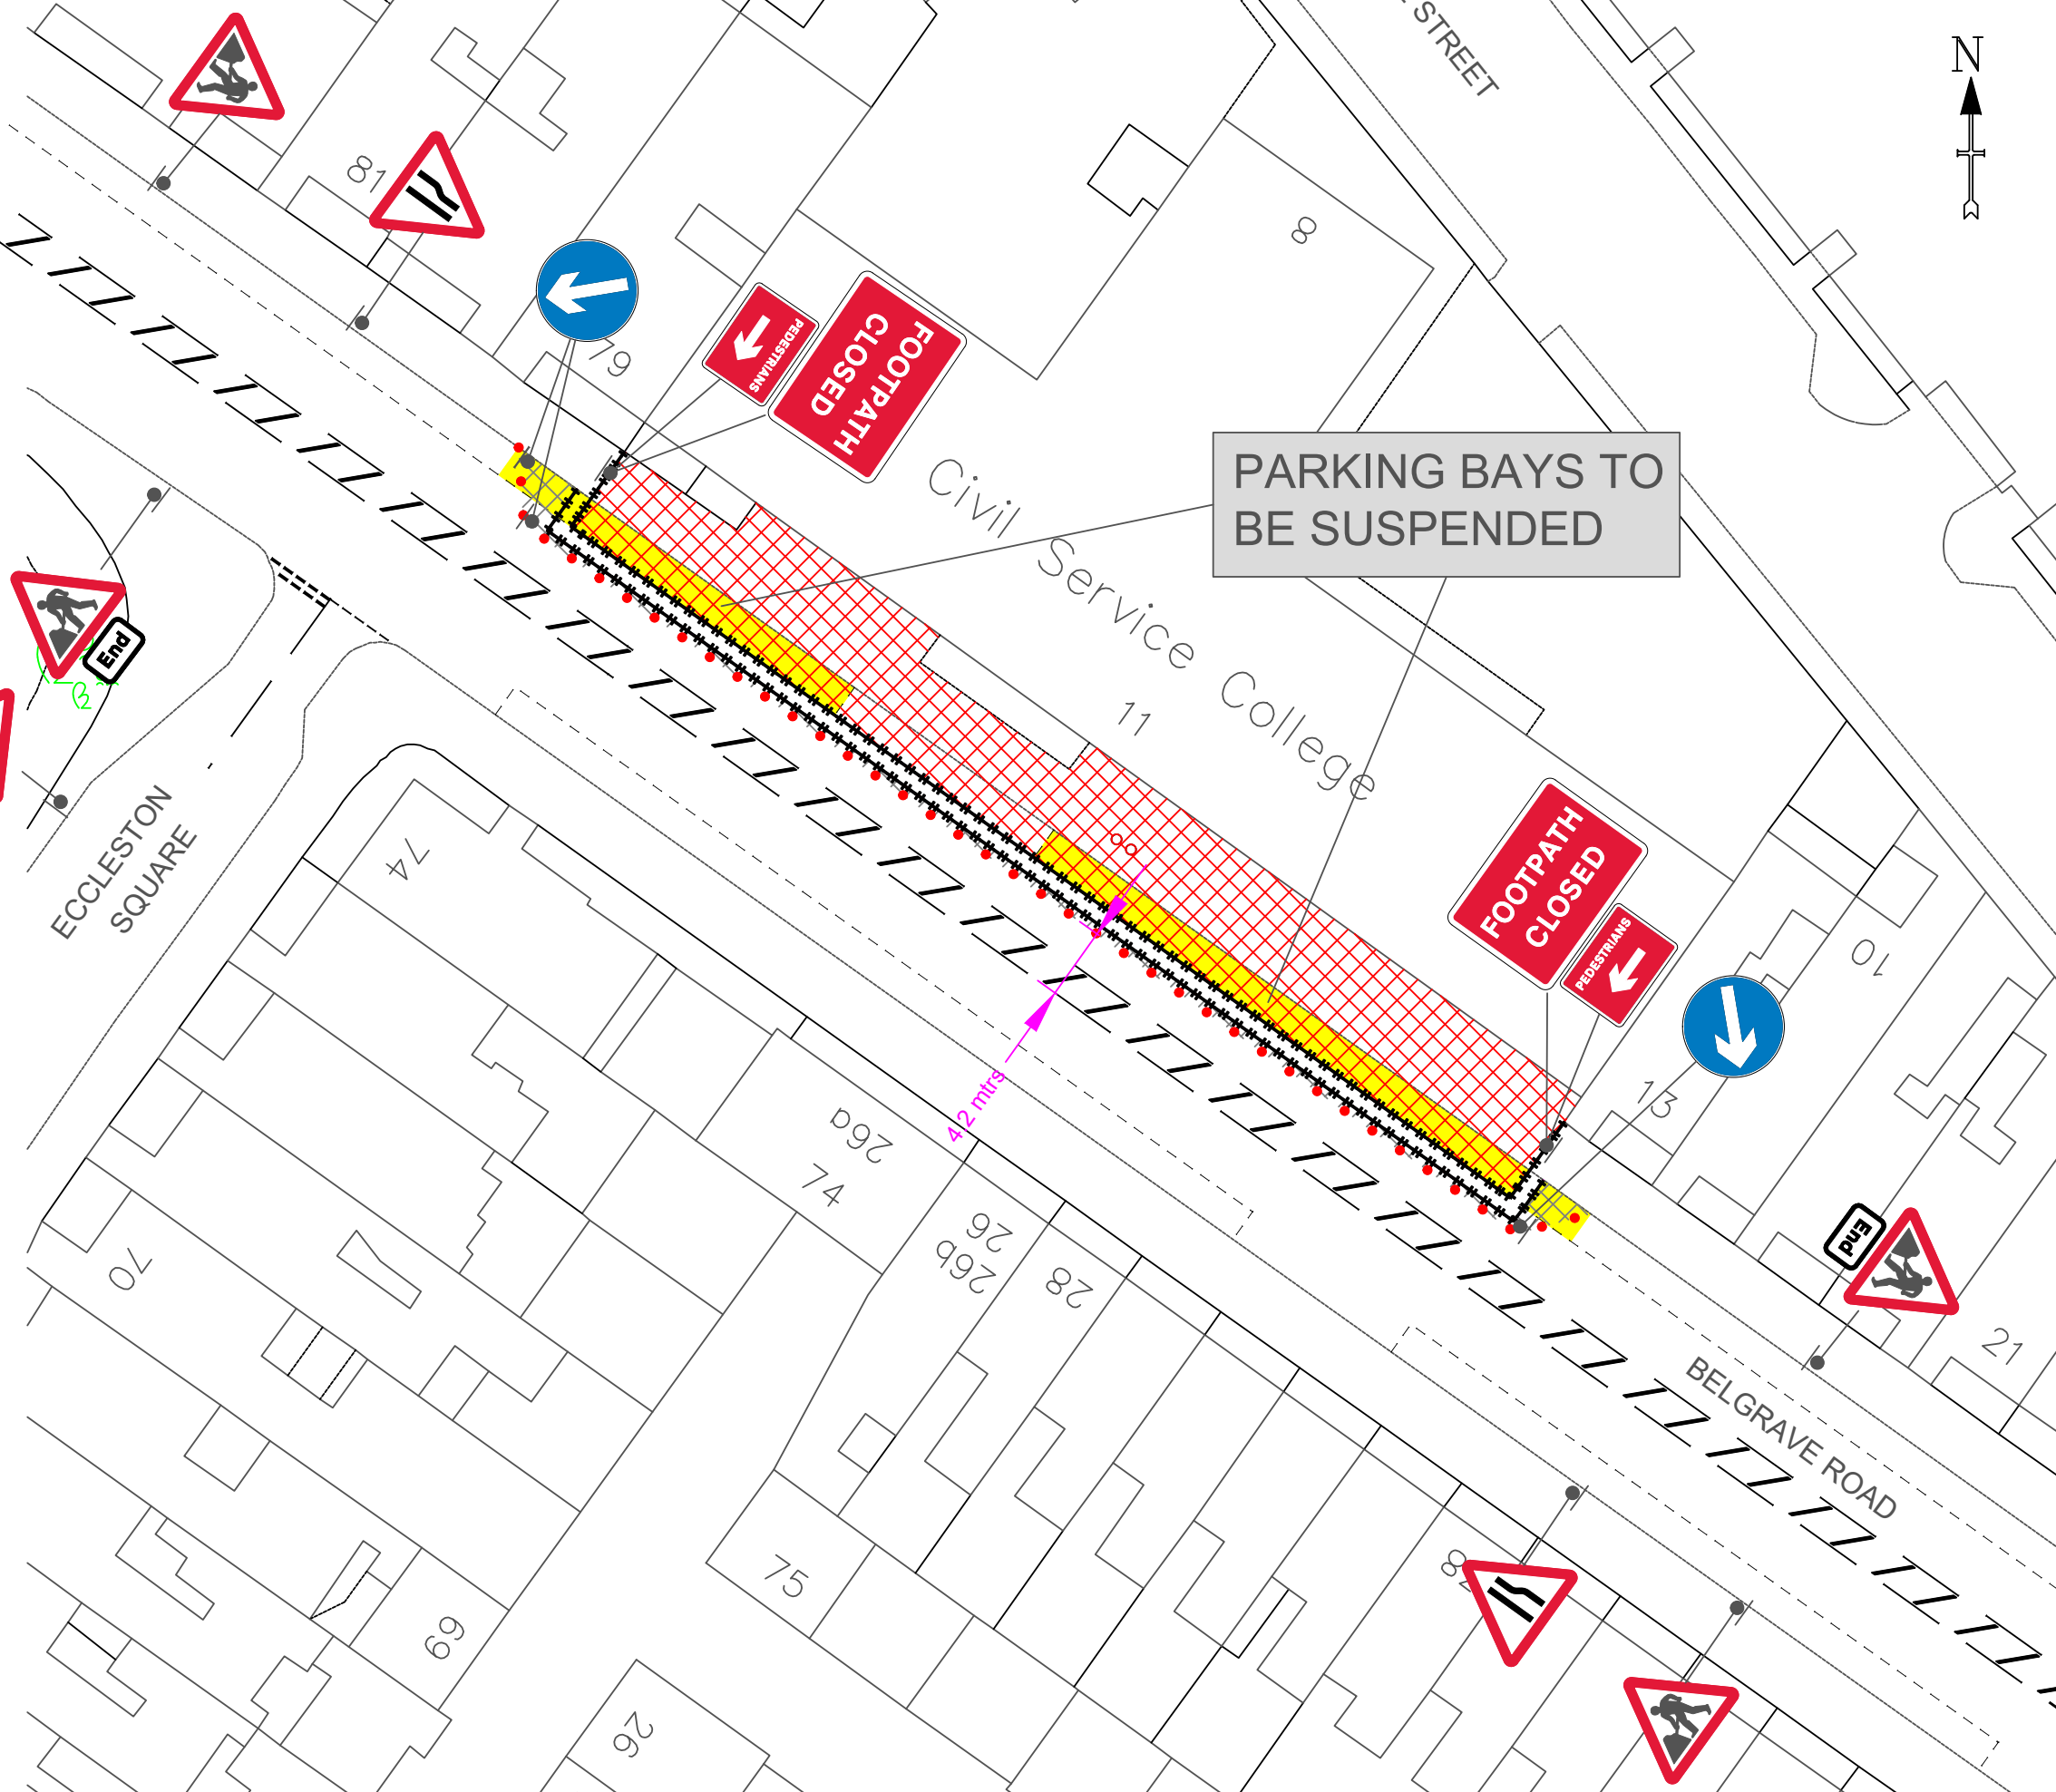 STREET
N
81
8
79
PEDESTRIANS
FOOTPATH
CLOSED
PARKING BAYS TO
BE SUSPENDED
Civil Service College
11
End
ECCLESTON
SQUARE
74
FOOTPATH
CLOSED
PEDESTRIANS
10
13
4.2 mtrs
26a
74
26
26b
28
70
End
21
BELGRAVE ROAD
75
82
69
26